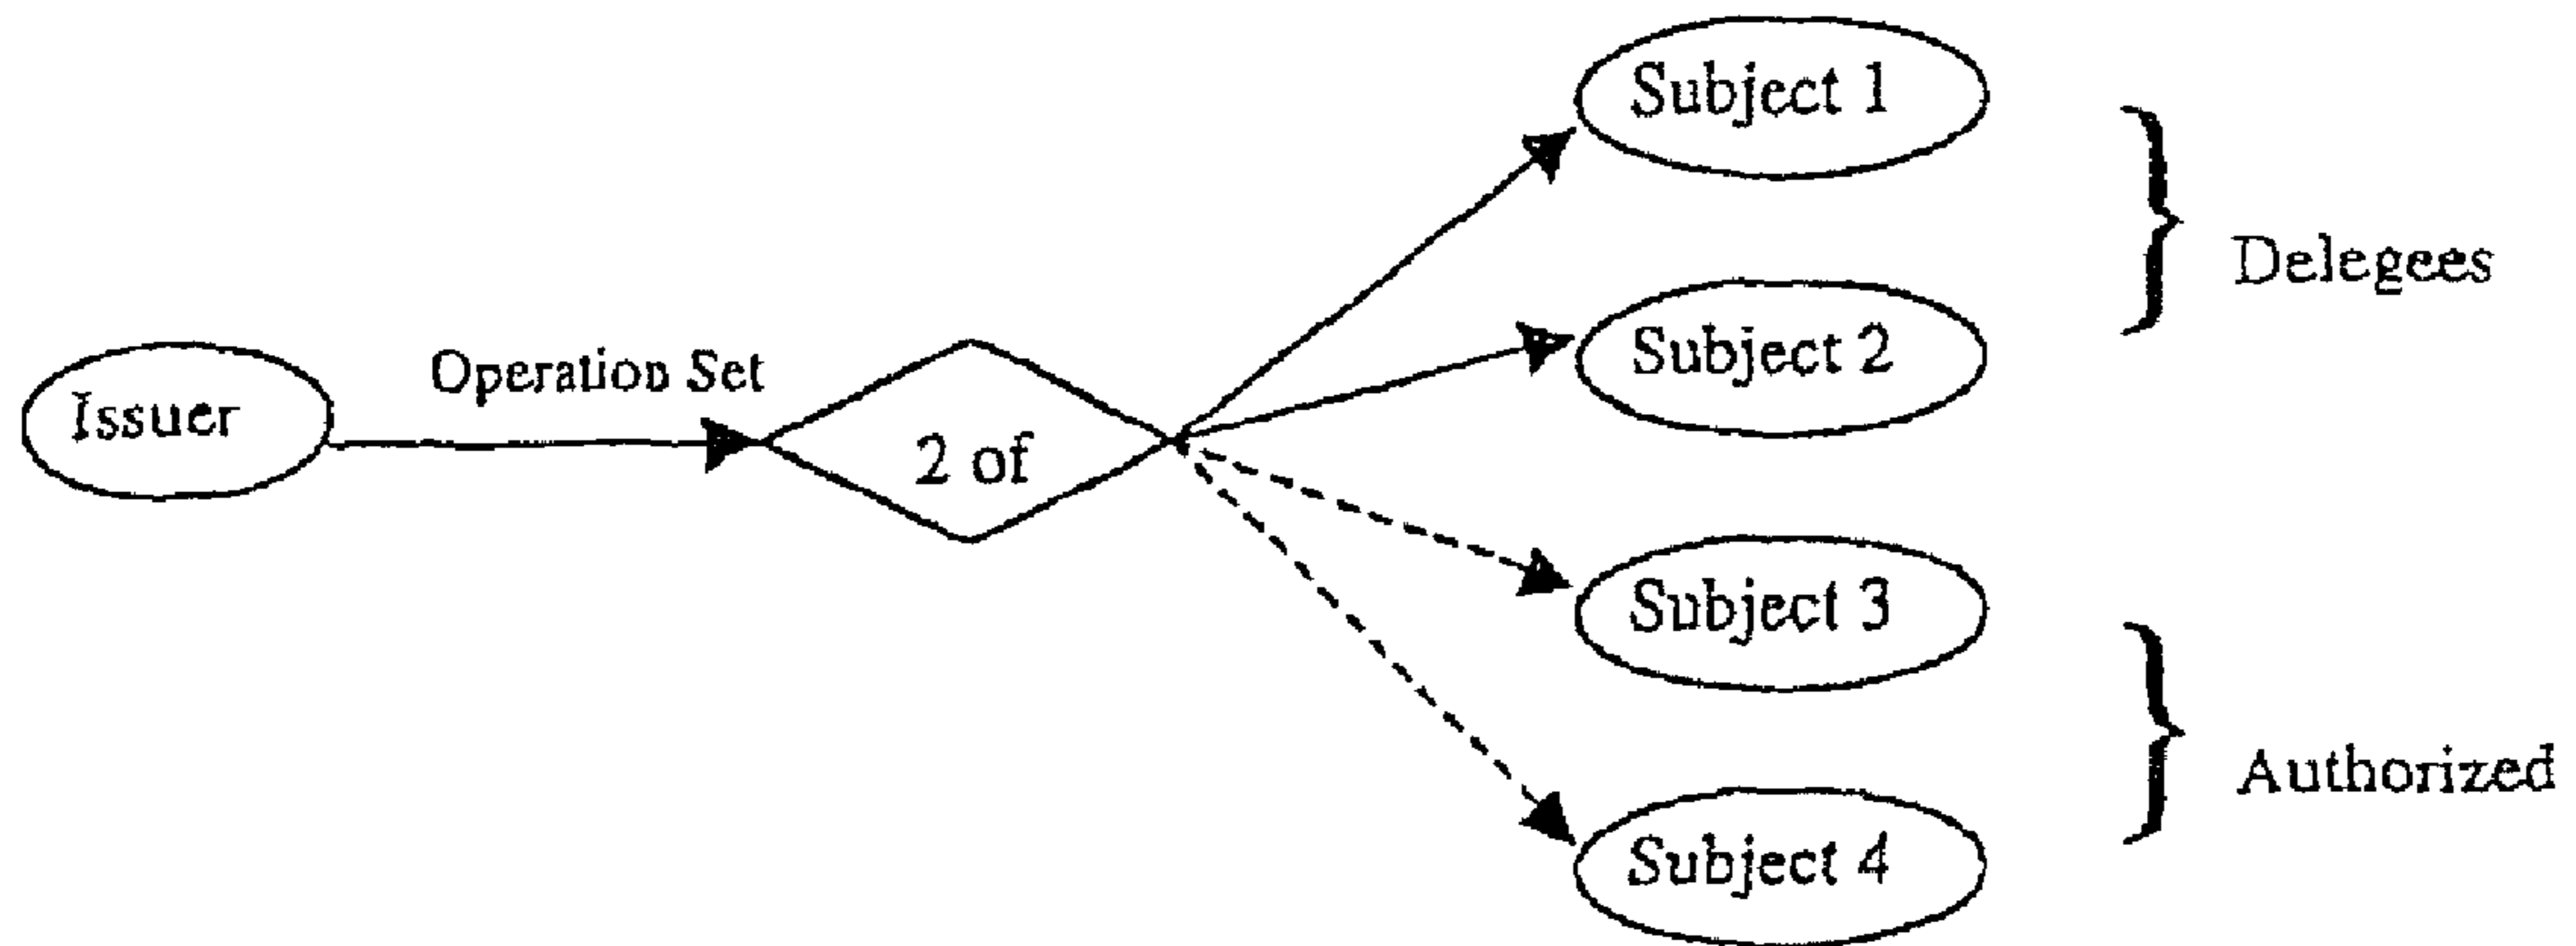 Subject 1
Delegees
Subject 2
Operation Set
Issuer
2 of
Subject 3
Authorized
Subject 4